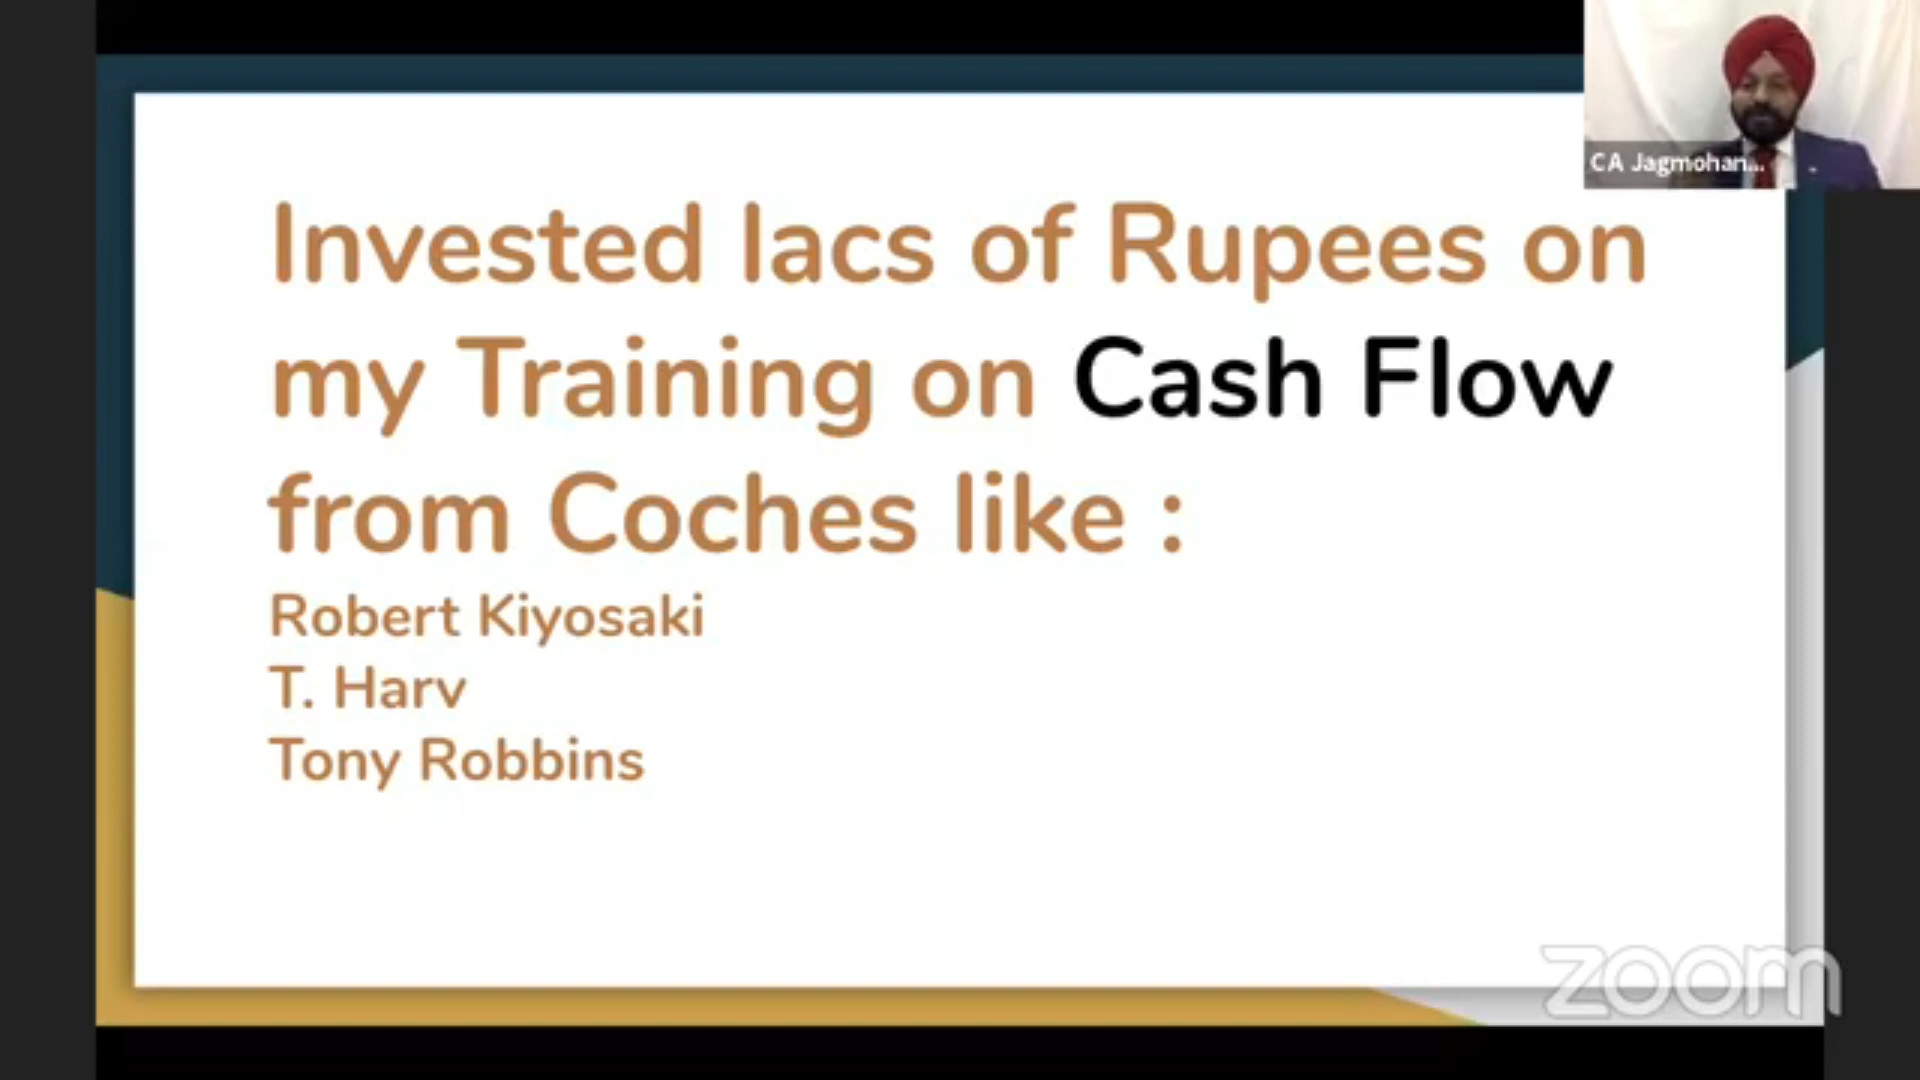 CA Jagmohan...
Invested lacs of Rupees on
my Training on Cash Flow
from Coches like :
Robert Kiyosaki
T. Harv
Tony Robbins
zoom